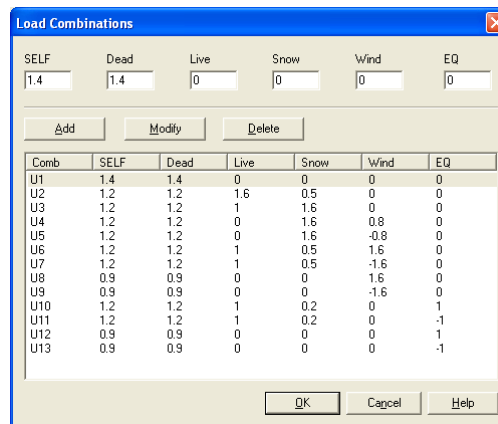 Load Combinations
SELF Dead Live Snow Wind EQ
1.4 1.4 0 0 0 0
Add Modify Delete
Comb SELF Dead Live Snow Wind EQ
U1 1.4 1.4 0 0 0 0
U2 1.2 1.2 1.6 0.5 0 0
U3 1.2 1.2 1 1.6 0 0
U4 1.2 1.2 0 1.6 0.8 0
U5 1.2 1.2 0 1.6 -0.8 0
U6 1.2 1.2 1 0.5 1.6 0
U7 1.2 1.2 1 0.5 -1.6 0
U8 0.9 0.9 0 0 1.6 0
U9 0.9 0.9 0 0 -1.6 0
U10 1.2 1.2 1 0.2 0 1
U11 1.2 1.2 1 0.2 0 -1
U12 0.9 0.9 0 0 0 1
U13 0.9 0.9 0 0 0 -1
OK Cancel Help